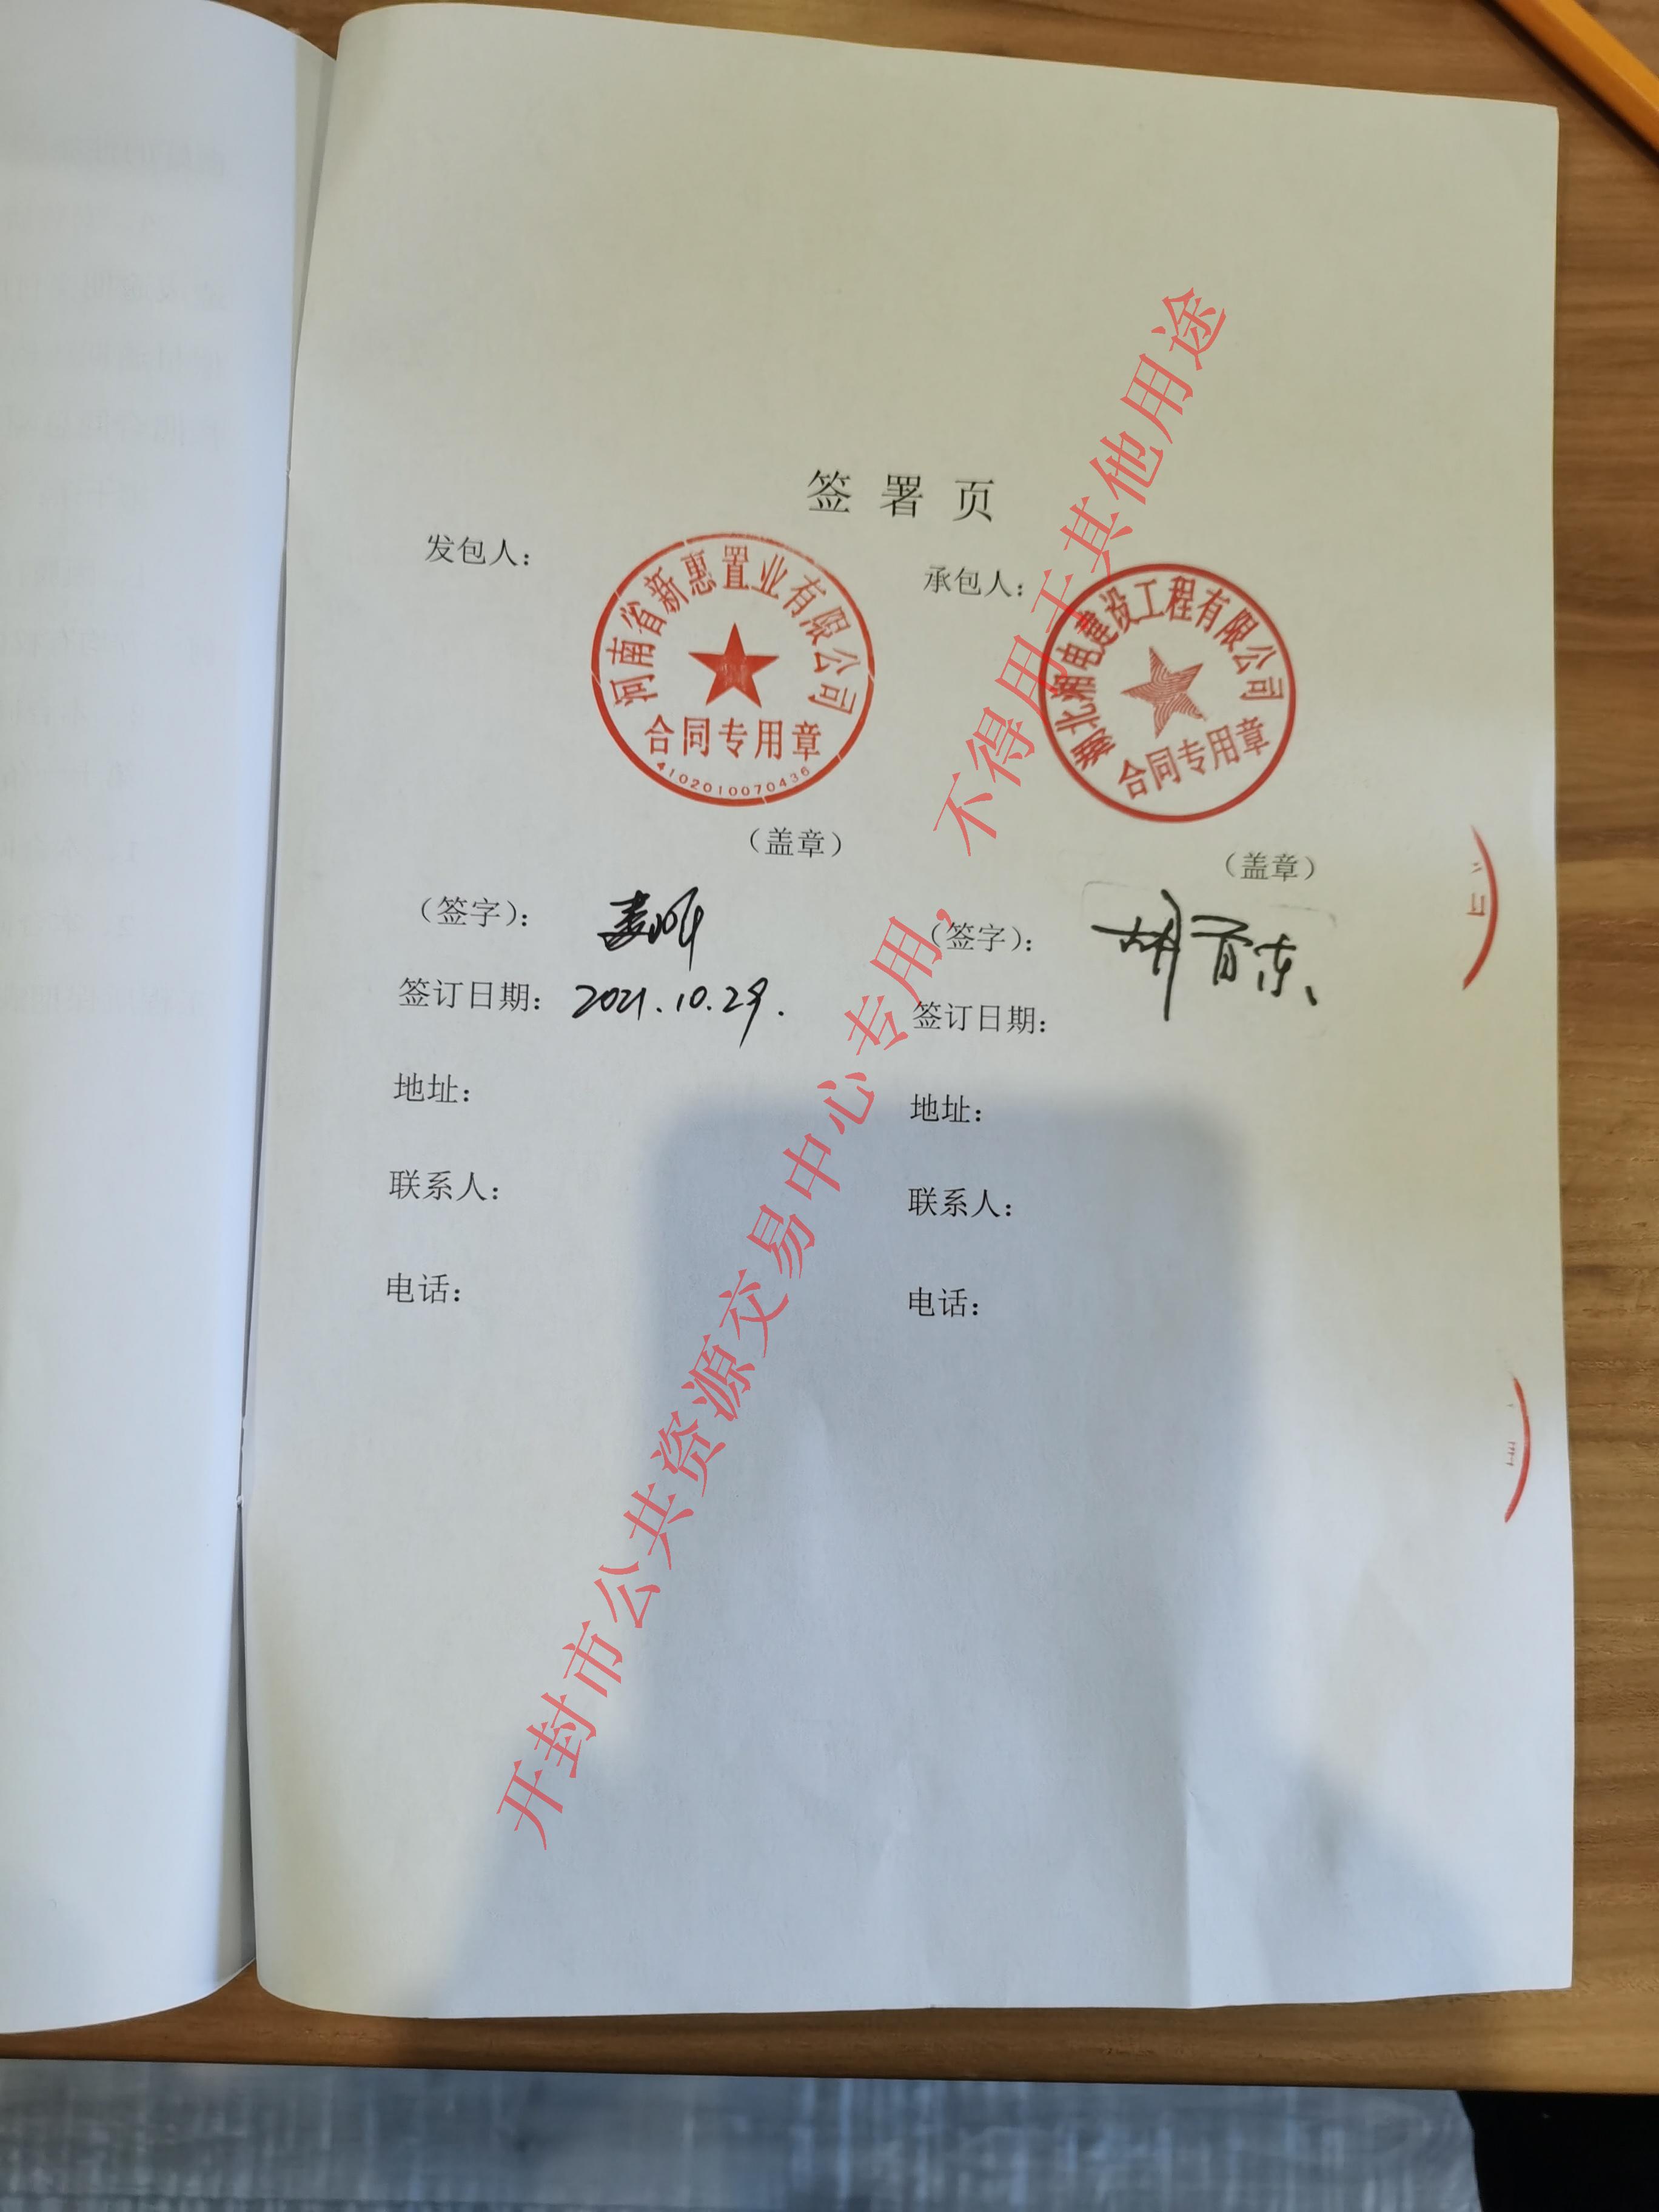 签 署 页
发包人：
河南省新惠置业有限公司
合同专用章
4102010070436
（盖章）
（签字）：
签订日期：2021.10.29.
地址：
联系人：
电话：
承包人：
湖北湘电建设工程有限公司
合同专用章
（盖章）
（签字）：
签订日期：
地址：
联系人：
电话：
开封市公共资源交易中心专用，不得用于其他用途